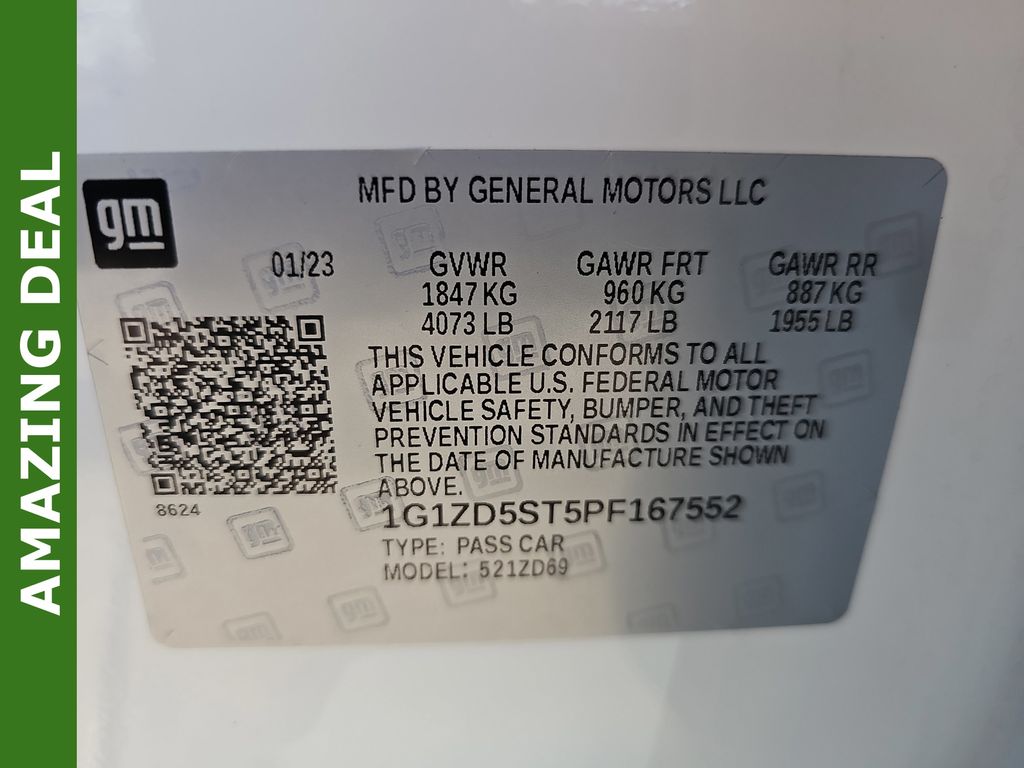 AMAZING DEAL
gm
MFD BY GENERAL MOTORS LLC
01/23
GVWR GAWR FRT GAWR RR
1847 KG 960 KG 887 KG
4073 LB 2117 LB 1955 LB
THIS VEHICLE CONFORMS TO ALL
APPLICABLE U.S. FEDERAL MOTOR
VEHICLE SAFETY, BUMPER, AND THEFT
PREVENTION STANDARDS IN EFFECT ON
THE DATE OF MANUFACTURE SHOWN
ABOVE.
8624
1G1ZD5ST5PF167552
TYPE: PASS CAR
MODEL: 521ZD69